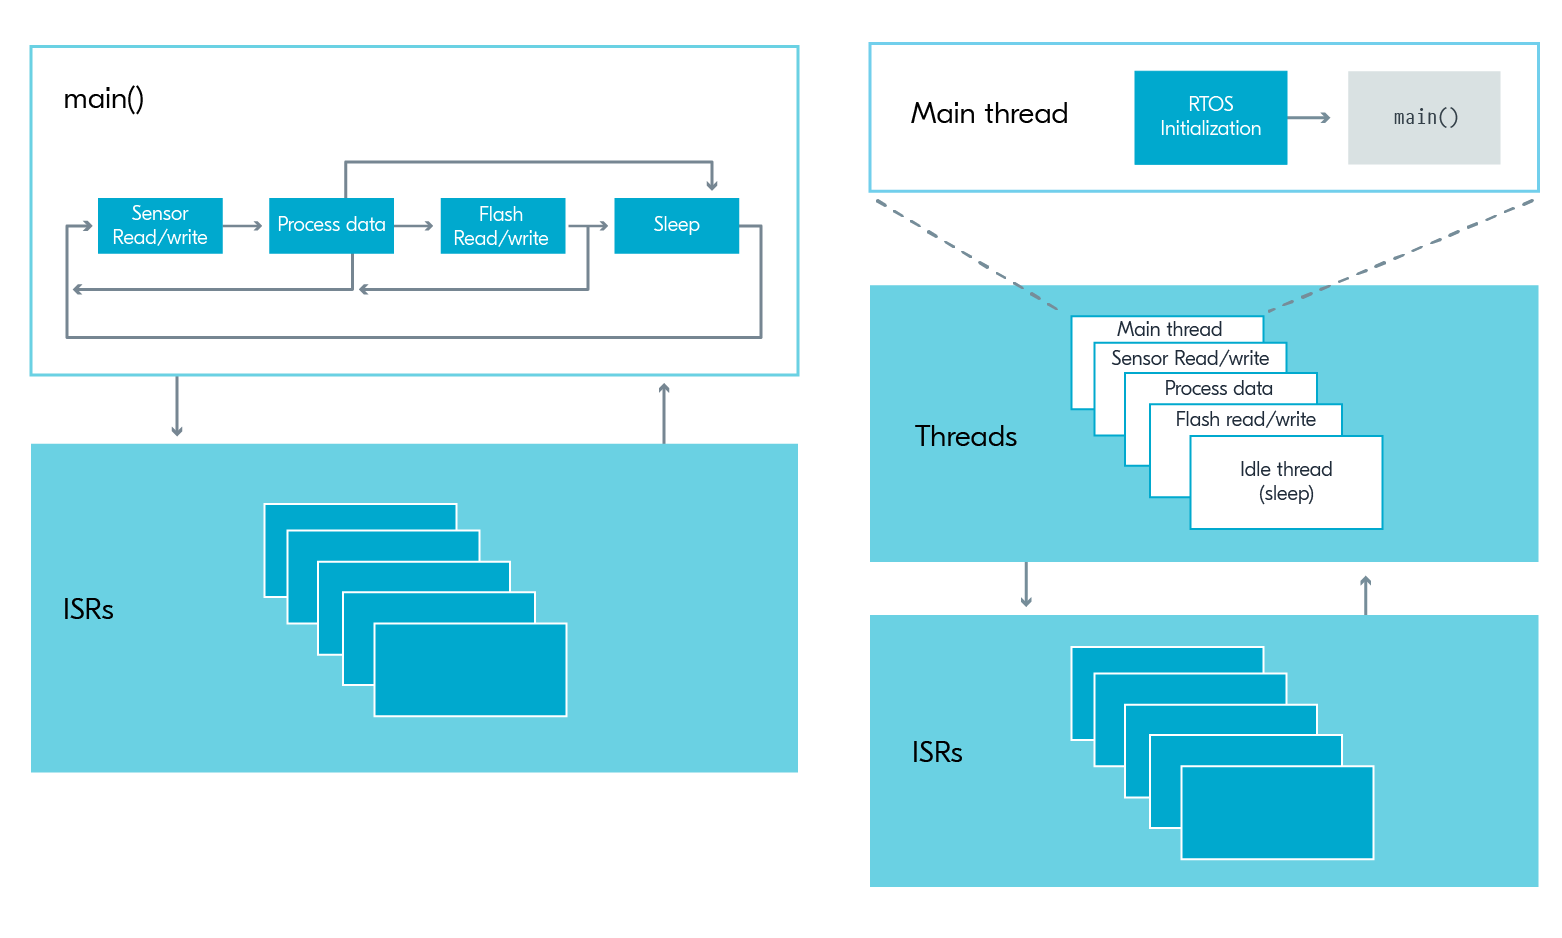 main()
Sensor
Read/write
Process data
Flash
Read/write
Sleep
ISRs
Main thread
RTOS
Initialization
main()
Threads
Main thread
Sensor Read/write
Process data
Flash read/write
Idle thread
(sleep)
ISRs